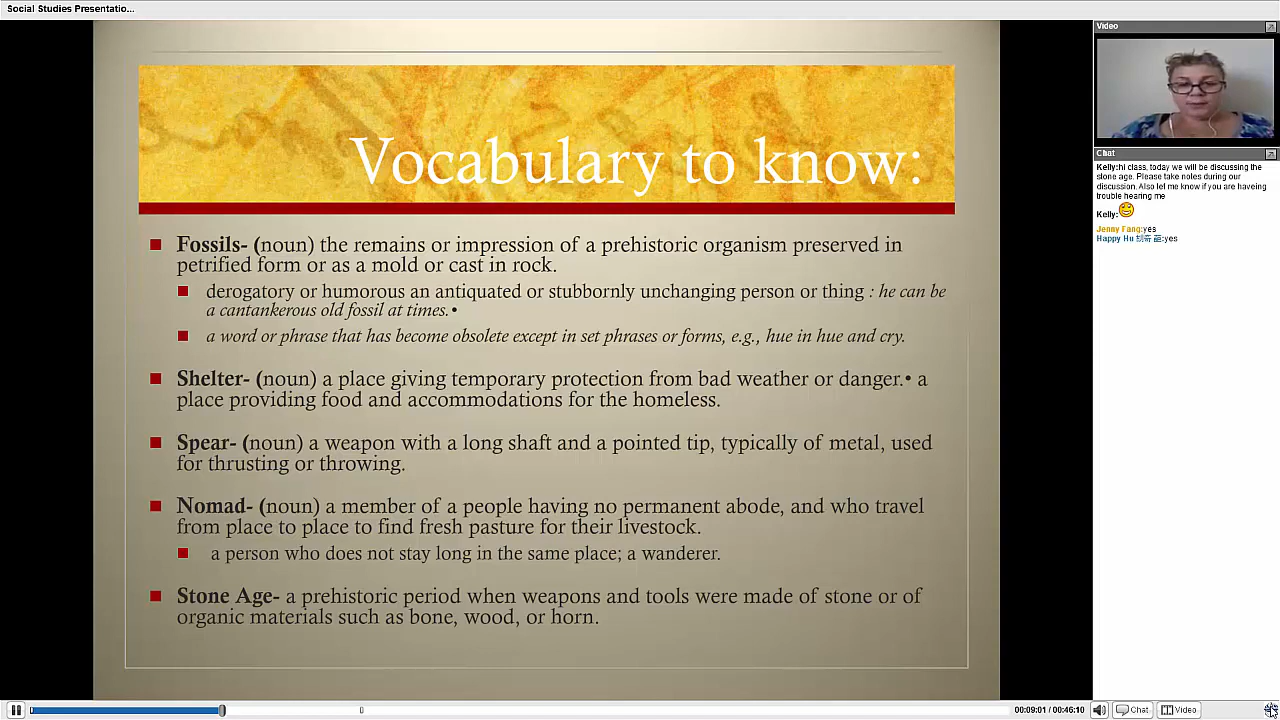 Social Studies Presentatio...
Vocabulary to know:
Fossils- (noun) the remains or impression of a prehistoric organism preserved in
petrified form or as a mold or cast in rock.
derogatory or humorous an antiquated or stubbornly unchanging person or thing : he can be
a cantankerous old fossil at times.•
a word or phrase that has become obsolete except in set phrases or forms, e.g., hue in hue and cry.
Shelter- (noun) a place giving temporary protection from bad weather or danger.• a
place providing food and accommodations for the homeless.
Spear- (noun) a weapon with a long shaft and a pointed tip, typically of metal, used
for thrusting or throwing.
Nomad- (noun) a member of a people having no permanent abode, and who travel
from place to place to find fresh pasture for their livestock.
a person who does not stay long in the same place; a wanderer.
Stone Age- a prehistoric period when weapons and tools were made of stone or of
organic materials such as bone, wood, or horn.
Video
Chat
Kelly:hi class, today we will be discussing the
stone age. Please take notes during our
discussion. Also let me know if you are haveing
trouble hearing me
Kelly:
Jenny Fang:yes
Happy Hu :yes
00:09:01 / 00:46:10
Chat
Video